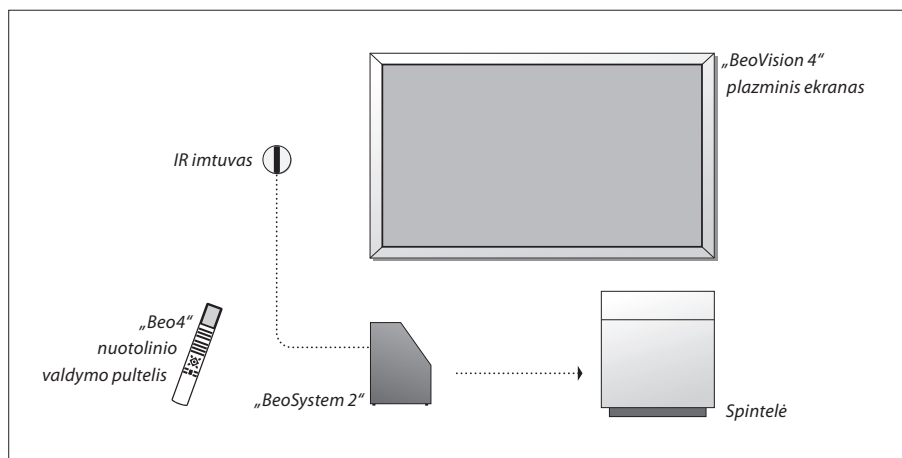 „BeoVision 4“
plazminis ekranas
IR imtuvas
„Beo4“
nuotolinio
valdymo pultelis
„BeoSystem 2“
Spintelė